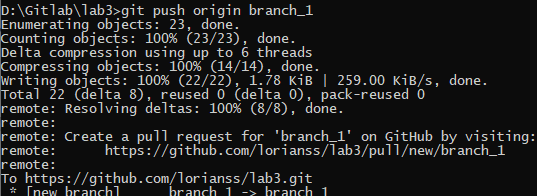 D:\Gitlab\lab3>git push origin branch_1
Enumerating objects: 23, done.
Counting objects: 100% (23/23), done.
Delta compression using up to 6 threads
Compressing objects: 100% (14/14), done.
Writing objects: 100% (22/22), 1.78 KiB | 259.00 KiB/s, done.
Total 22 (delta 8), reused 0 (delta 0), pack-reused 0
remote: Resolving deltas: 100% (8/8), done.
remote:
remote: Create a pull request for 'branch_1' on GitHub by visiting:
remote:      https://github.com/lorianss/lab3/pull/new/branch_1
remote:
To https://github.com/lorianss/lab3.git
 * [new branch]      branch_1 -> branch_1